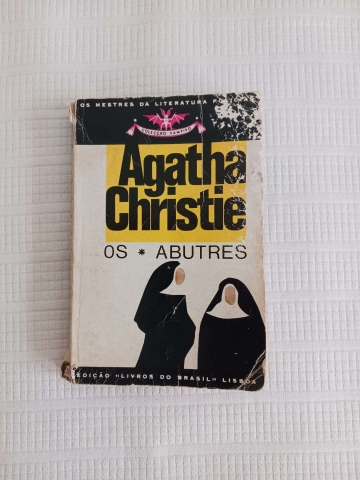 OS MESTRES DA LITERATURA
COLECÇÃO VAMPIRO
Agatha
Christie
OS * ABUTRES
EDIÇÃO «LIVROS DO BRASIL» LISBOA